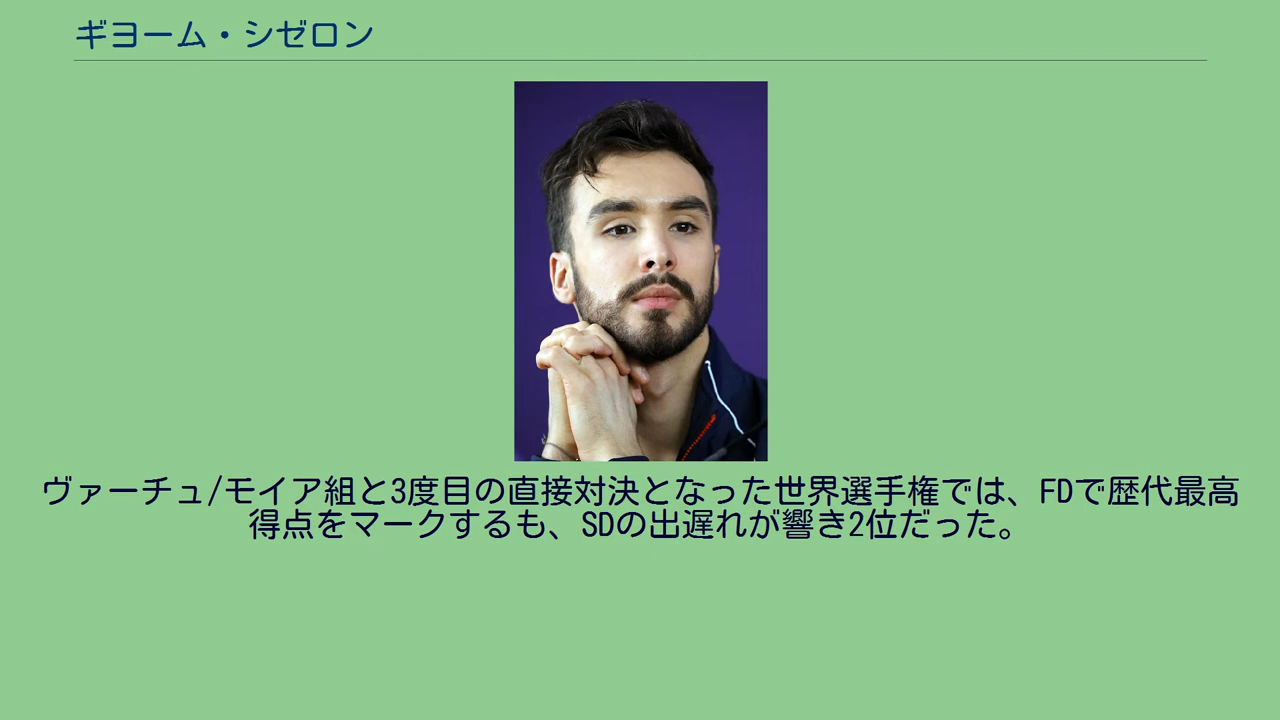 ギヨーム・シゼロン
ヴァーチュ/モイア組と3度目の直接対決となった世界選手権では、FDで歴代最高
得点をマークするも、SDの出遅れが響き2位だった。